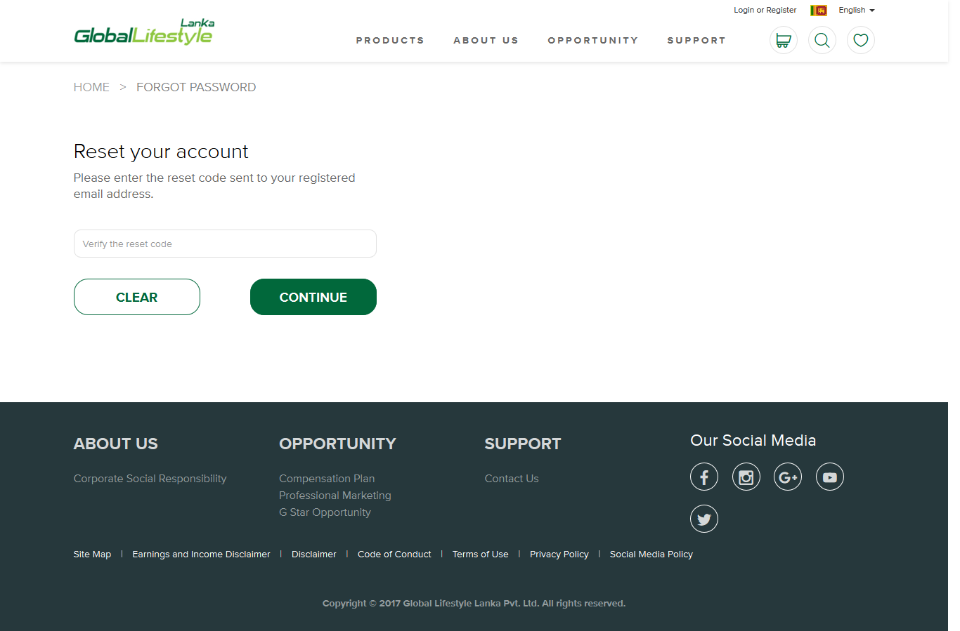 Login or Register English
Lanka
GlobalLifestyle
PRODUCTS ABOUT US OPPORTUNITY SUPPORT
HOME > FORGOT PASSWORD
Reset your account
Please enter the reset code sent to your registered
email address.
Verify the reset code
CLEAR CONTINUE
ABOUT US OPPORTUNITY SUPPORT Our Social Media
Corporate Social Responsibility Compensation Plan Contact Us
Professional Marketing
G Star Opportunity
Site Map | Earnings and Income Disclaimer | Disclaimer | Code of Conduct | Terms of Use | Privacy Policy | Social Media Policy
Copyright © 2017 Global Lifestyle Lanka Pvt. Ltd. All rights reserved.